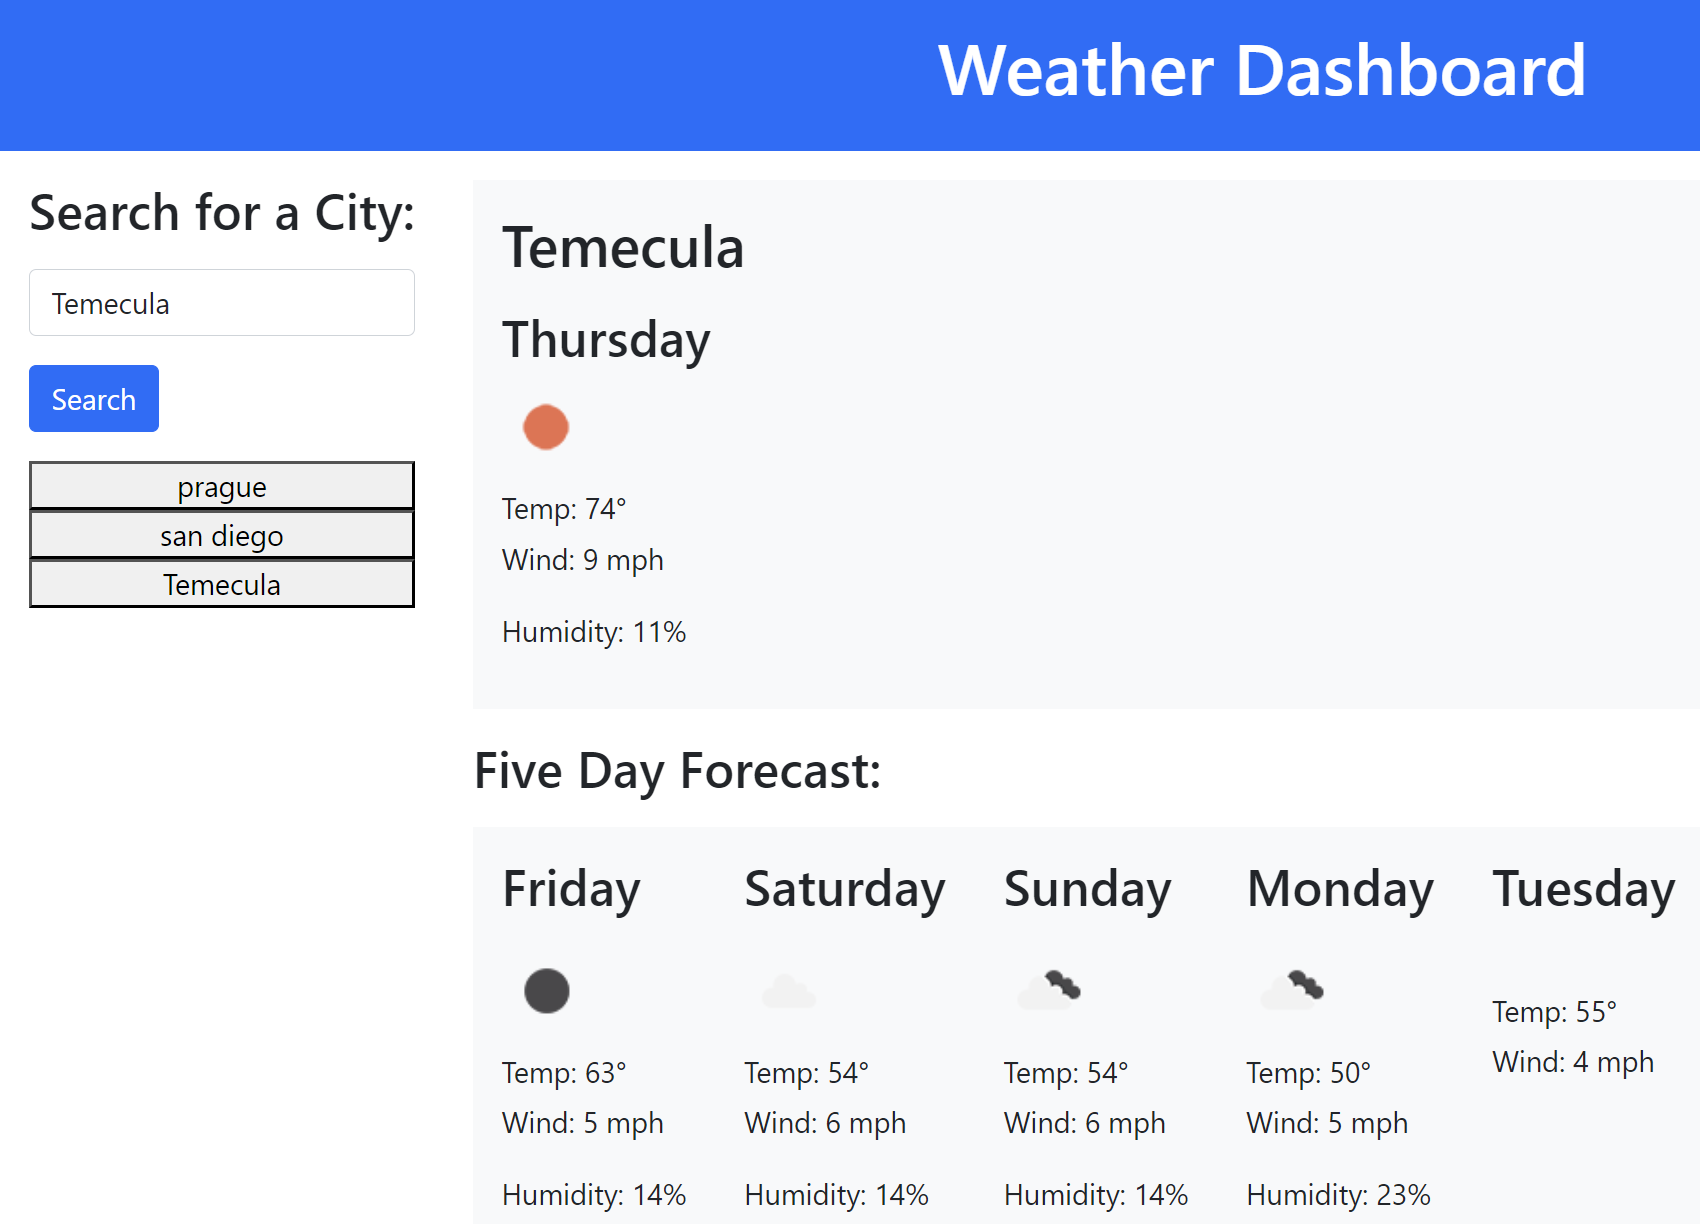 Weather Dashboard
Search for a City:
Temecula
Search
prague
san diego
Temecula
Temecula
Thursday
Temp: 74°
Wind: 9 mph
Humidity: 11%
Five Day Forecast:
Friday
Temp: 63°
Wind: 5 mph
Humidity: 14%
Saturday
Temp: 54°
Wind: 6 mph
Humidity: 14%
Sunday
Temp: 54°
Wind: 6 mph
Humidity: 14%
Monday
Temp: 50°
Wind: 5 mph
Humidity: 23%
Tuesday
Temp: 55°
Wind: 4 mph